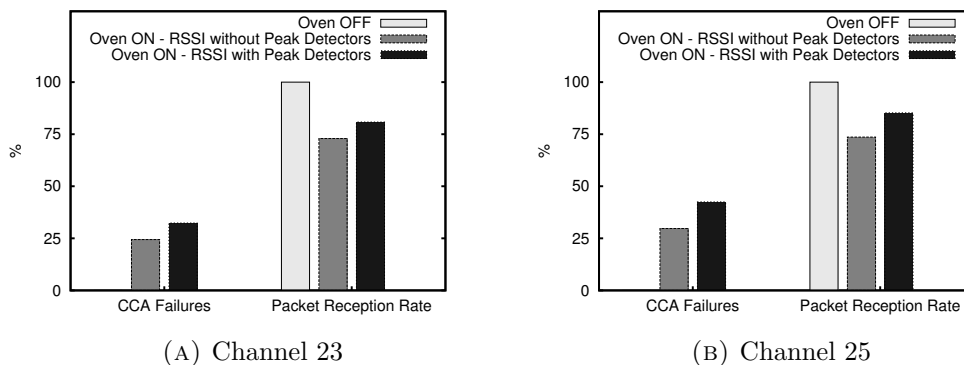 Oven OFF
Oven ON - RSSI without Peak Detectors
Oven ON - RSSI with Peak Detectors
100
75
50
25
0
%
CCA Failures Packet Reception Rate
(A) Channel 23
Oven OFF
Oven ON - RSSI without Peak Detectors
Oven ON - RSSI with Peak Detectors
100
75
50
25
0
%
CCA Failures Packet Reception Rate
(B) Channel 25